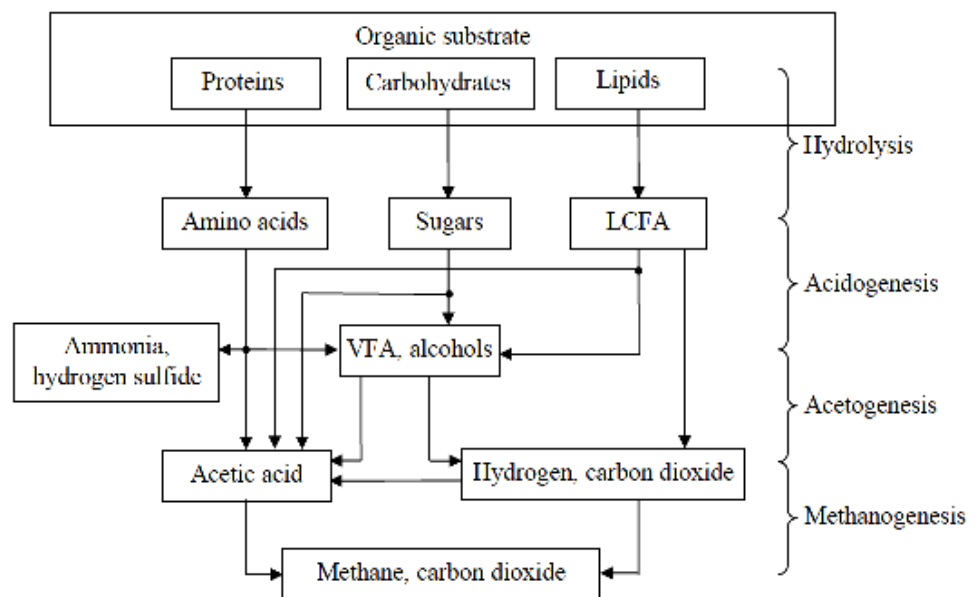 Organic substrate
Proteins
Carbohydrates
Lipids
Hydrolysis
Amino acids
Sugars
LCFA
Acidogenesis
Ammonia,
hydrogen sulfide
VFA, alcohols
Acetogenesis
Acetic acid
Hydrogen, carbon dioxide
Methanogenesis
Methane, carbon dioxide